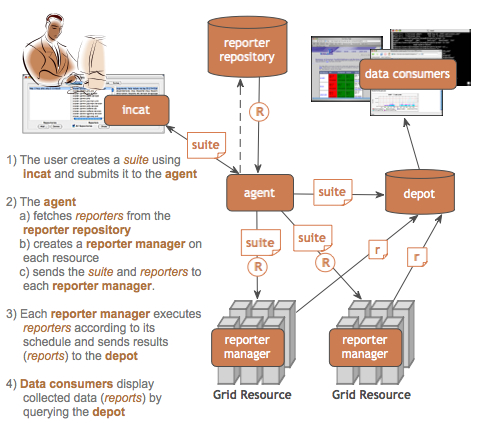 reporter
repository
data consumers
incat
R
suite
agent
suite
depot
suite
suite
R
R
r
r
reporter
manager
reporter
manager
Grid Resource
Grid Resource
1) The user creates a suite using
incat and submits it to the agent
2) The agent
a) fetches reporters from the
reporter repository
b) creates a reporter manager on
each resource
c) sends the suite and reporters to
each reporter manager.
3) Each reporter manager executes
reporters according to its
schedule and sends results
(reports) to the depot
4) Data consumers display
collected data (reports) by
querying the depot